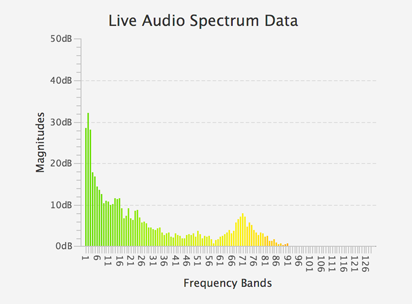 Live Audio Spectrum Data
50dB
40dB
30dB
20dB
10dB
0dB
Magnitudes
1 6 11 16 21 26 31 36 41 46 51 56 61 66 71 76 81 86 91 96 101 106 111 116 121 126
Frequency Bands